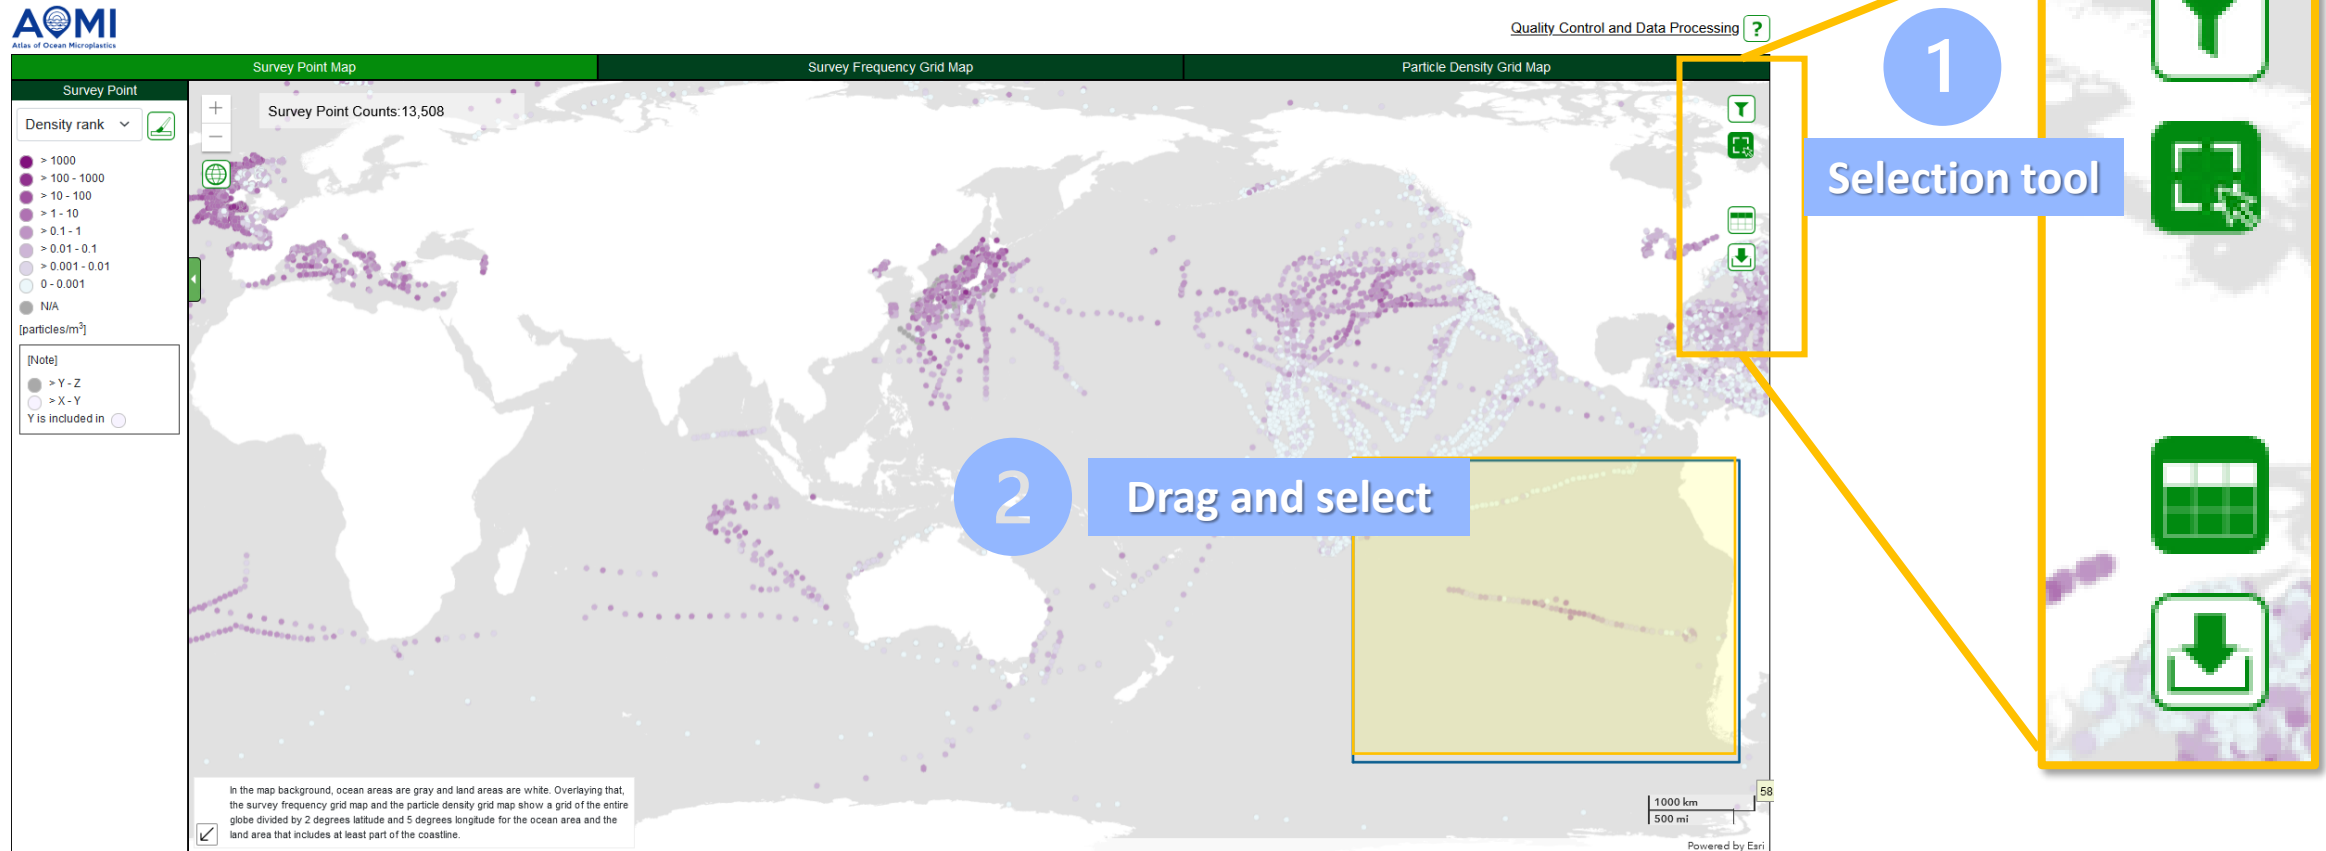 AOMI
Atlas of Ocean Microplastics
Quality Control and Data Processing ?
Survey Point Map
Survey Frequency Grid Map
Particle Density Grid Map
Survey Point
Density rank
> 1000
> 100 - 1000
> 10 - 100
> 1 - 10
> 0.1 - 1
> 0.01 - 0.1
> 0.001 - 0.01
0 - 0.001
N/A
[particles/m³]
[Note]
> Y - Z
> X - Y
Y is included in
+
−
Survey Point Counts:13,508
1
Selection tool
2
Drag and select
In the map background, ocean areas are gray and land areas are white. Overlaying that,
the survey frequency grid map and the particle density grid map show a grid of the entire
globe divided by 2 degrees latitude and 5 degrees longitude for the ocean area and the
land area that includes at least part of the coastline.
58
1000 km
500 mi
Powered by Esri